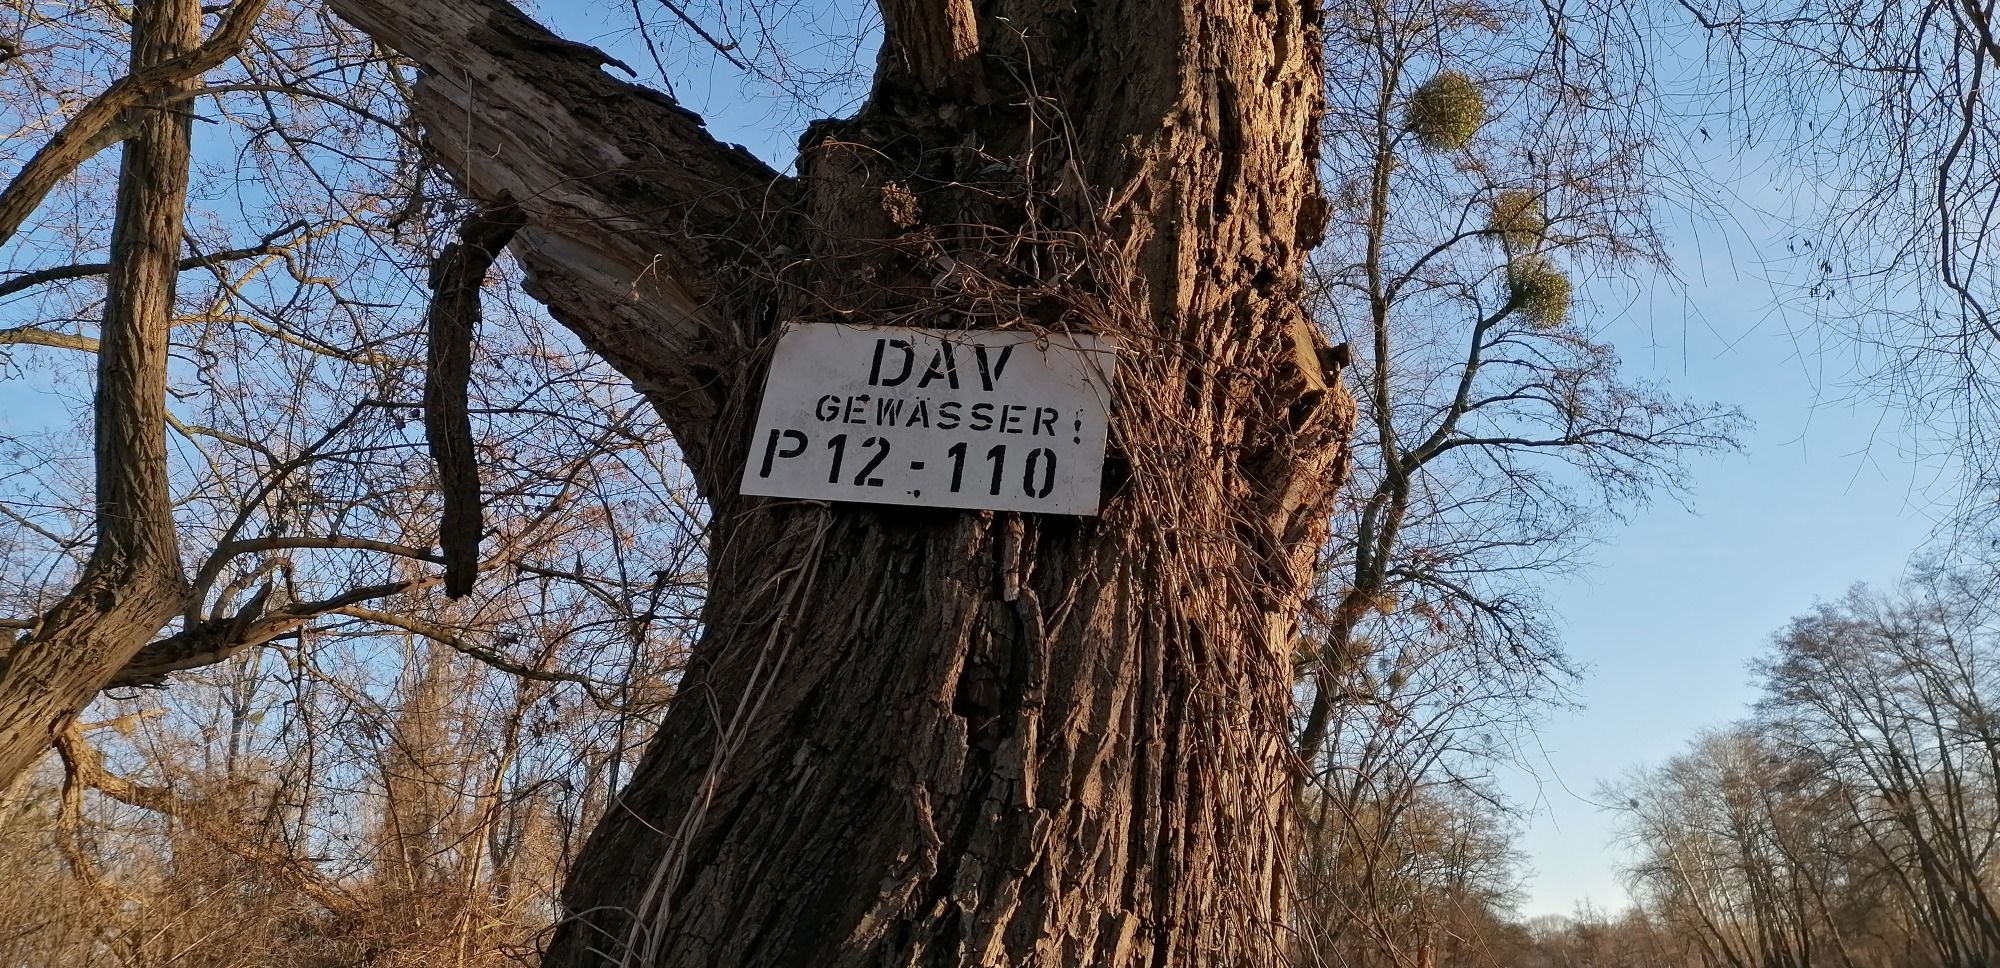 DAV
GEWÄSSER!
P12-110